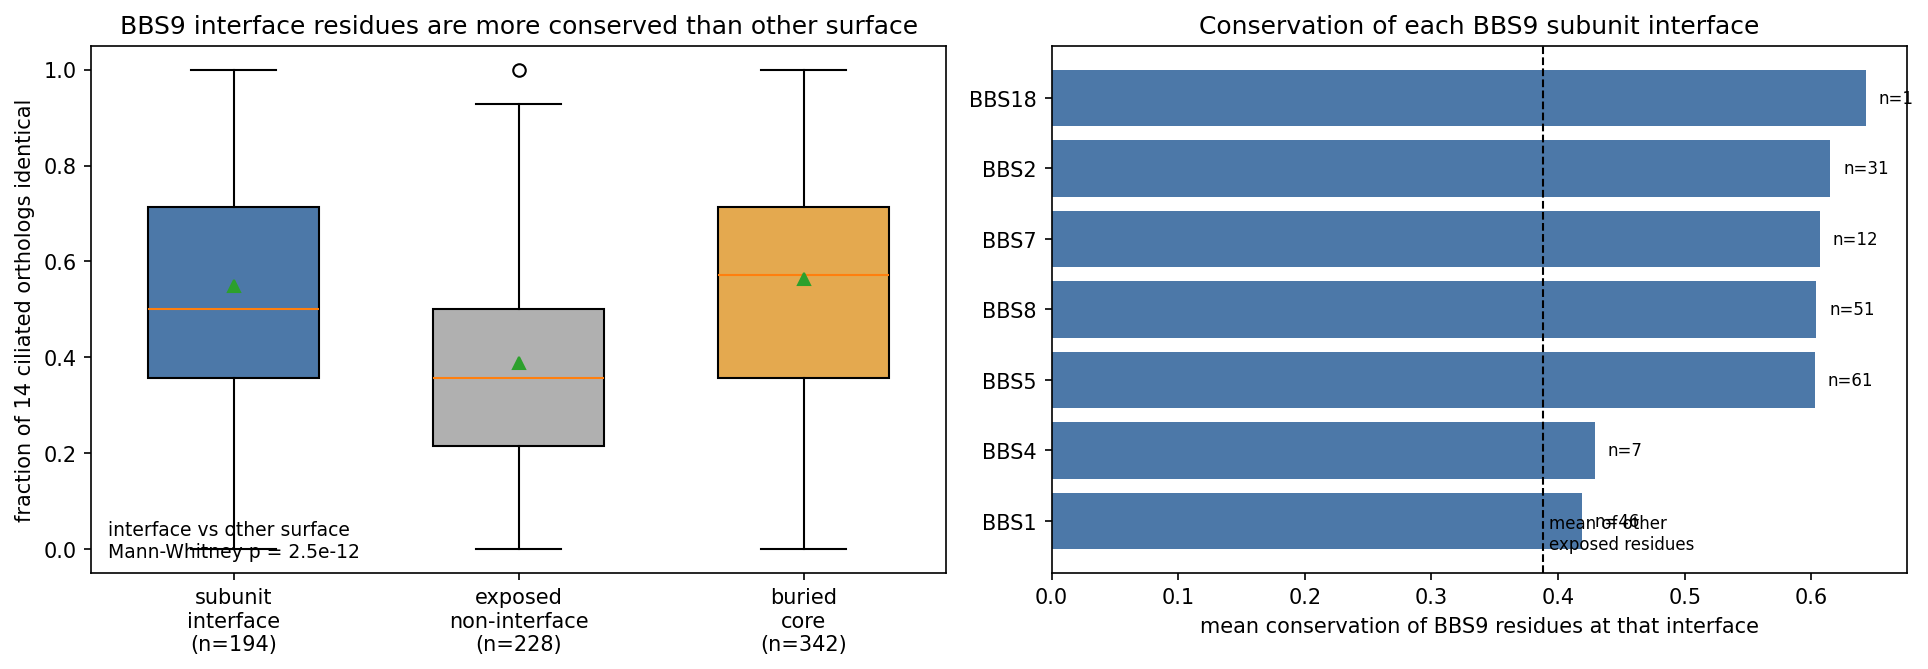 BBS9 interface residues are more conserved than other surface
fraction of 14 ciliated orthologs identical
1.0
0.8
0.6
0.4
0.2
0.0
interface vs other surface
Mann-Whitney p = 2.5e-12
subunit
interface
(n=194)
exposed
non-interface
(n=228)
buried
core
(n=342)
Conservation of each BBS9 subunit interface
BBS18
n=1
BBS2
n=31
BBS7
n=12
BBS8
n=51
BBS5
n=61
BBS4
n=7
BBS1
n=46
mean of other
exposed residues
0.0
0.1
0.2
0.3
0.4
0.5
0.6
mean conservation of BBS9 residues at that interface